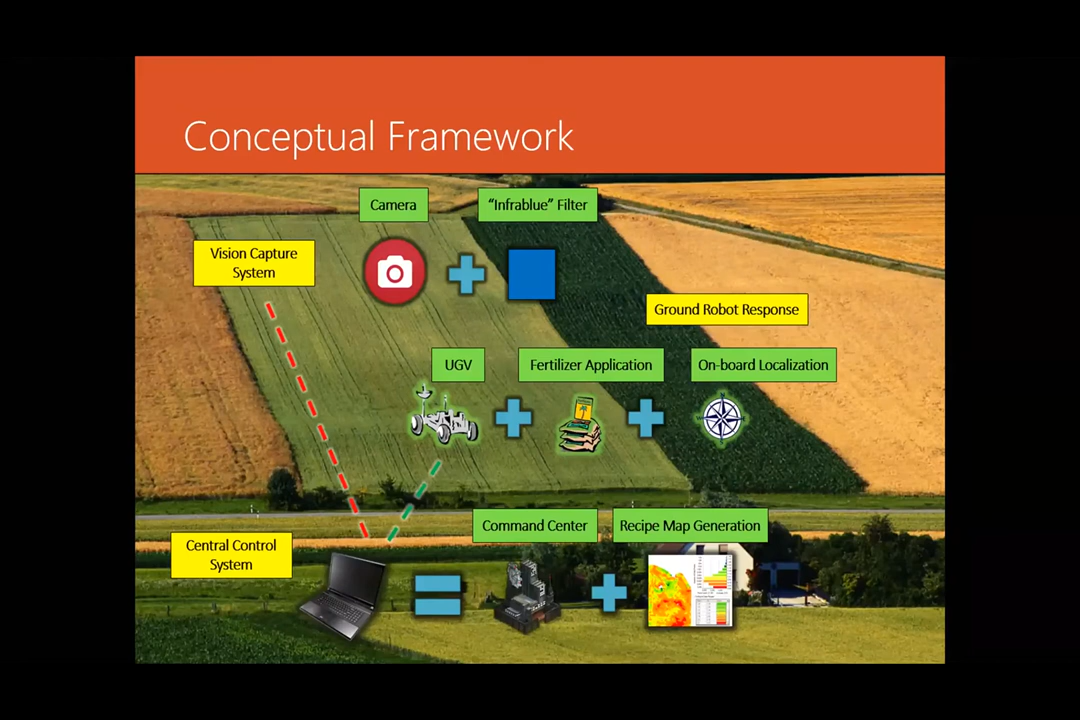 Conceptual Framework
Camera
“Infrablue” Filter
Vision Capture
System
Ground Robot Response
UGV
Fertilizer Application
On-board Localization
Command Center
Recipe Map Generation
Central Control
System